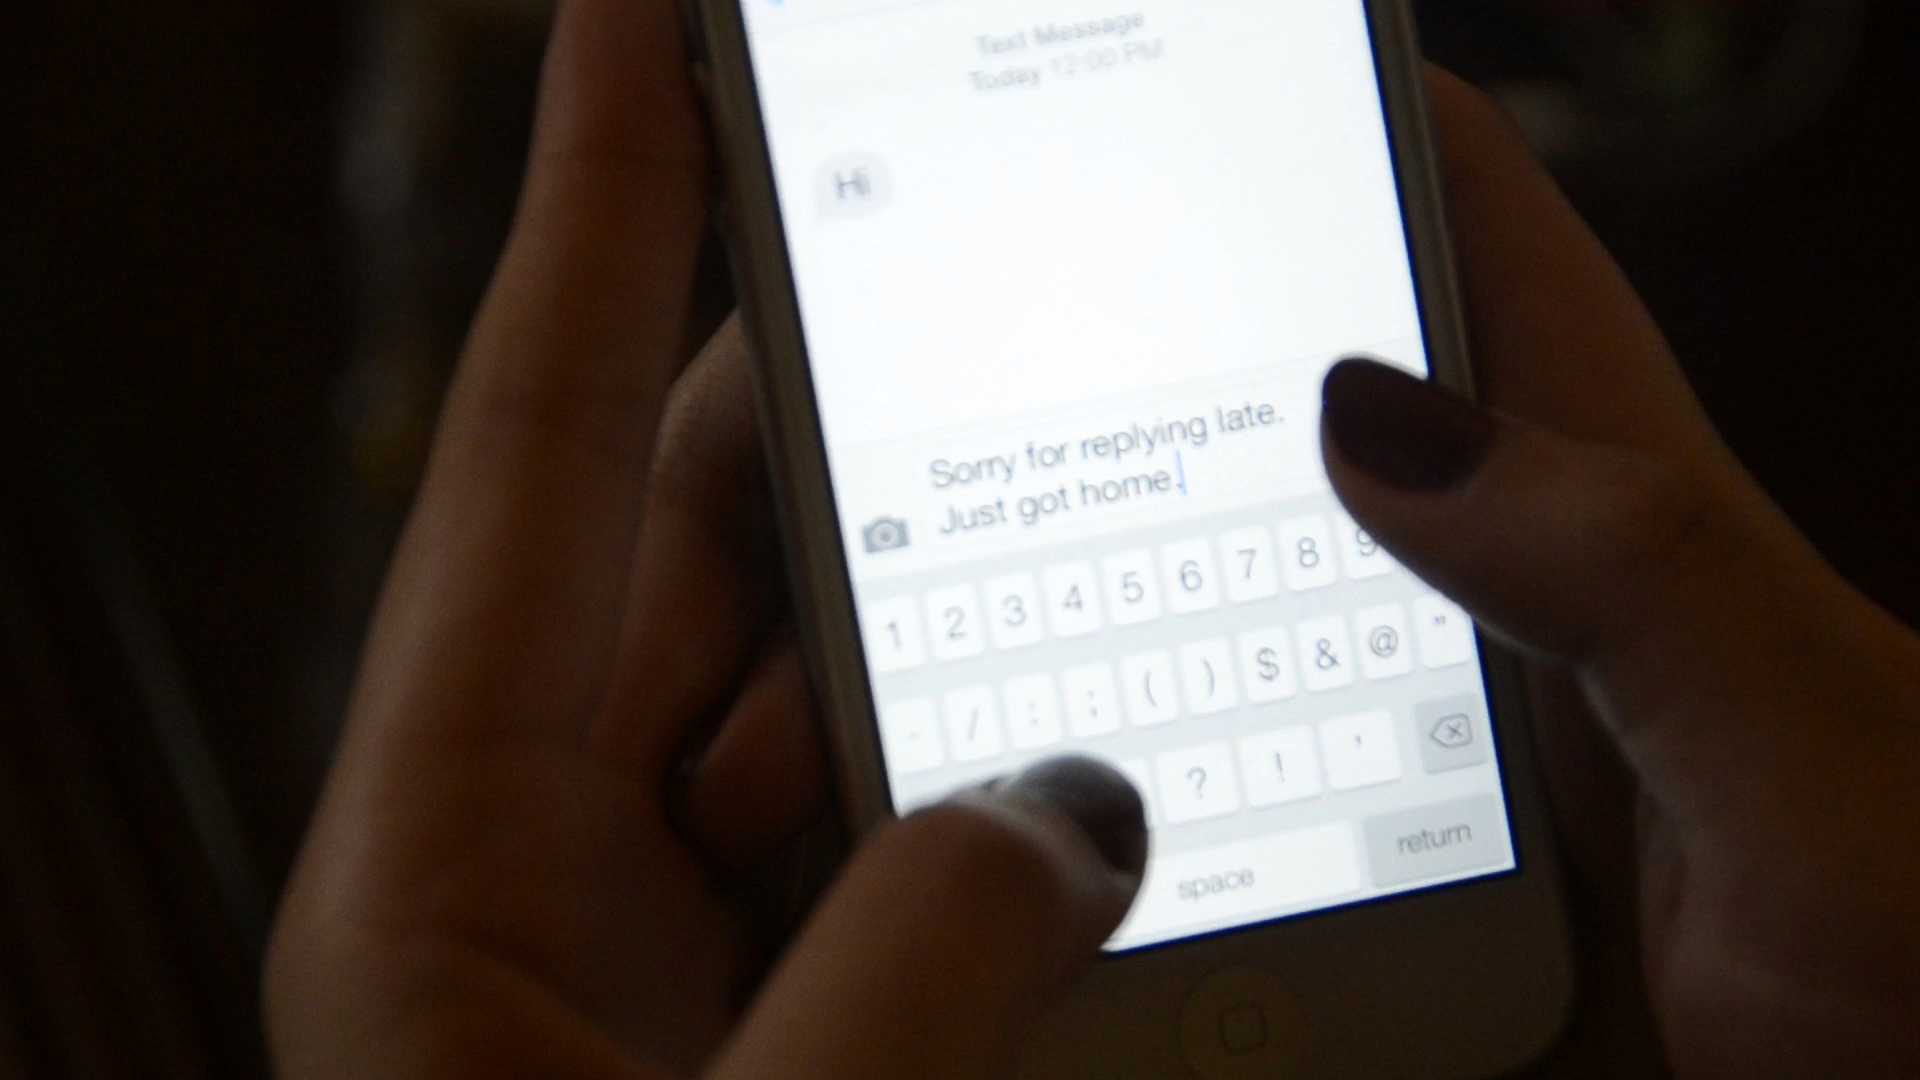 Text Message
Today 12:00 PM
Hi
Sorry for replying late.
Just got home.
1 2 3 4 5 6 7 8 9
- / : ; ( ) $ & @ "
? ! '
space return